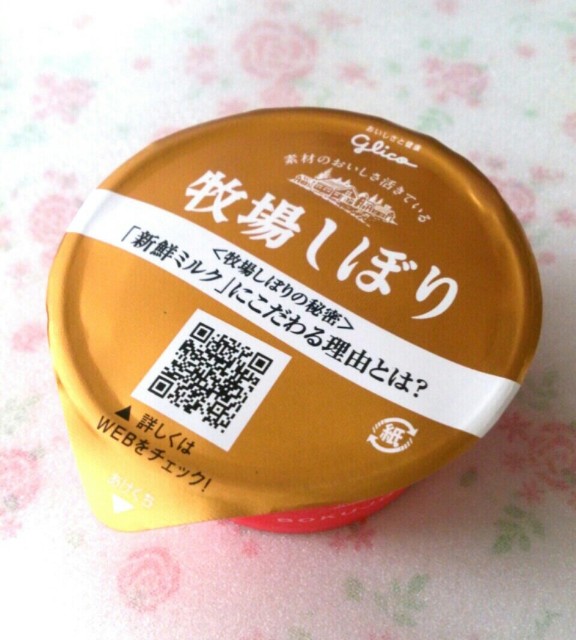 おいしさと健康
glico
素材のおいしさ活きている
牧場しぼり
＜牧場しぼりの秘密＞
「新鮮ミルク」にこだわる理由とは?
▲詳しくは
WEBをチェック!
紙
あけくち